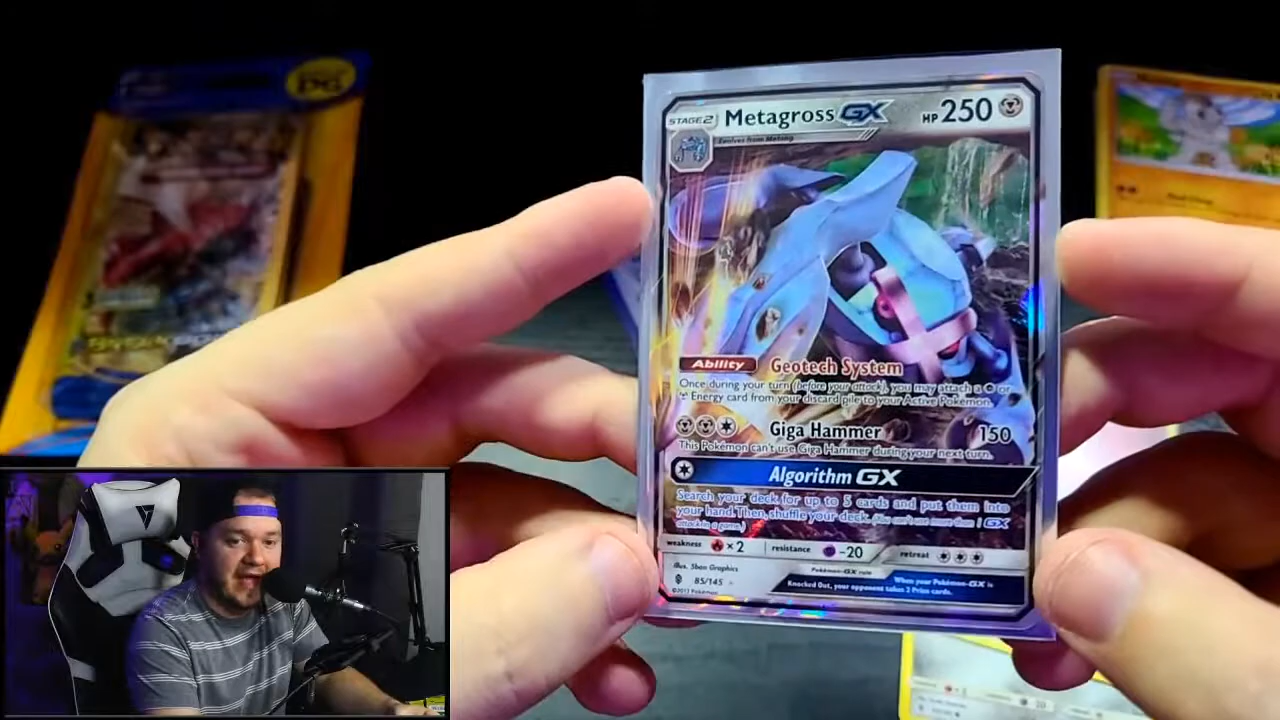 STAGE 2 Metagross GX HP 250
Evolves from Metang
Ability Geotech System
Once during your turn (before your attack), you may attach a or
Energy card from your discard pile to your Active Pokémon.
Giga Hammer 150
This Pokémon can't use Giga Hammer during your next turn.
Algorithm GX
Search your deck for up to 5 cards and put them into
your hand. Then, shuffle your deck. (You can't use more than 1 GX
attack in a game.)
weakness ×2 resistance -20 retreat
Illus. 5ban Graphics
85/145
©2017 Pokémon
Pokémon-GX rule
When your Pokémon-GX is
Knocked Out, your opponent takes 2 Prize cards.